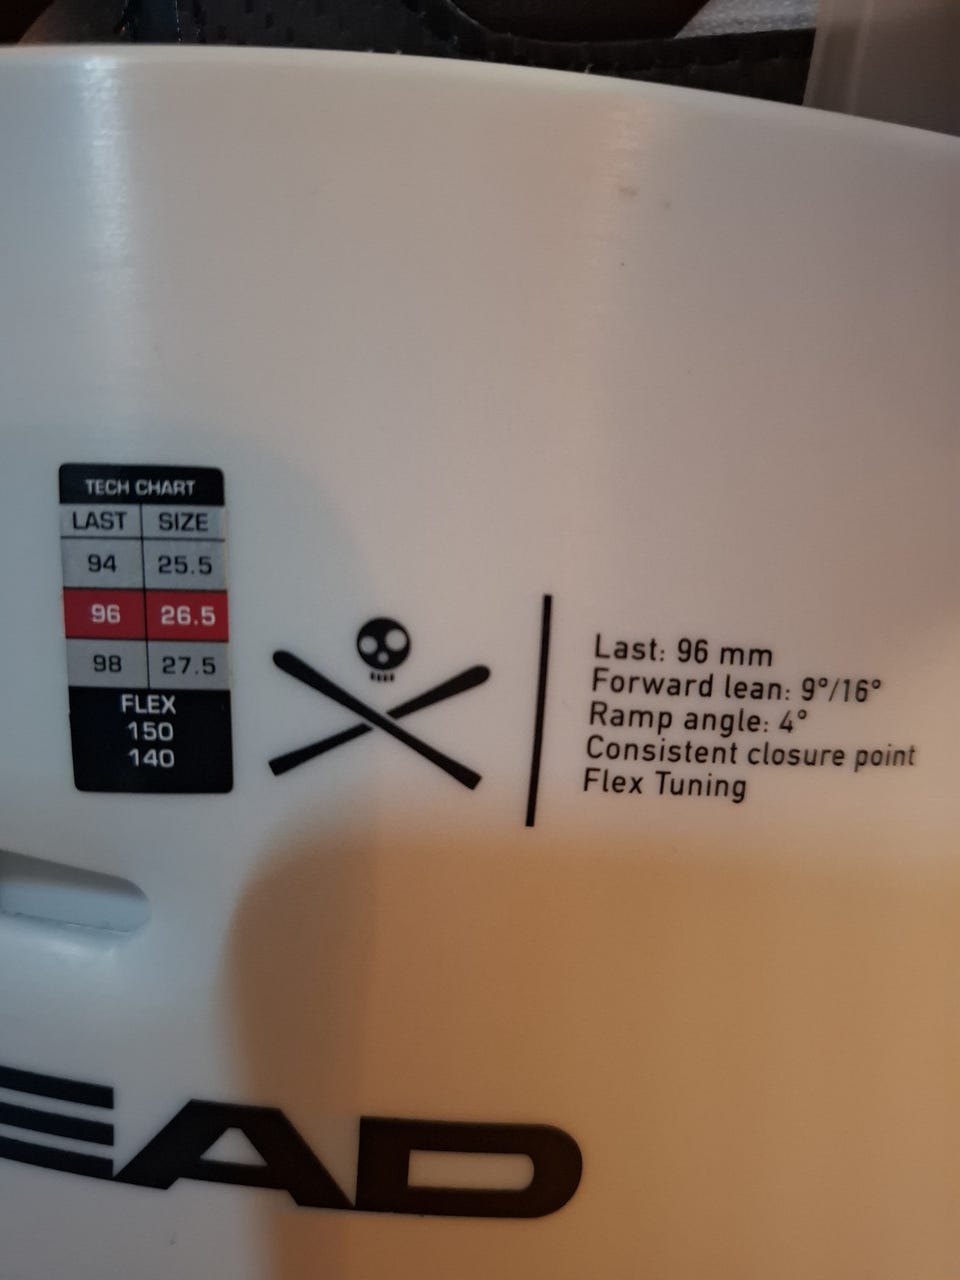 TECH CHART
LAST SIZE
94 25.5
96 26.5
98 27.5
FLEX
150
140
Last: 96 mm
Forward lean: 9°/16°
Ramp angle: 4°
Consistent closure point
Flex Tuning
EAD